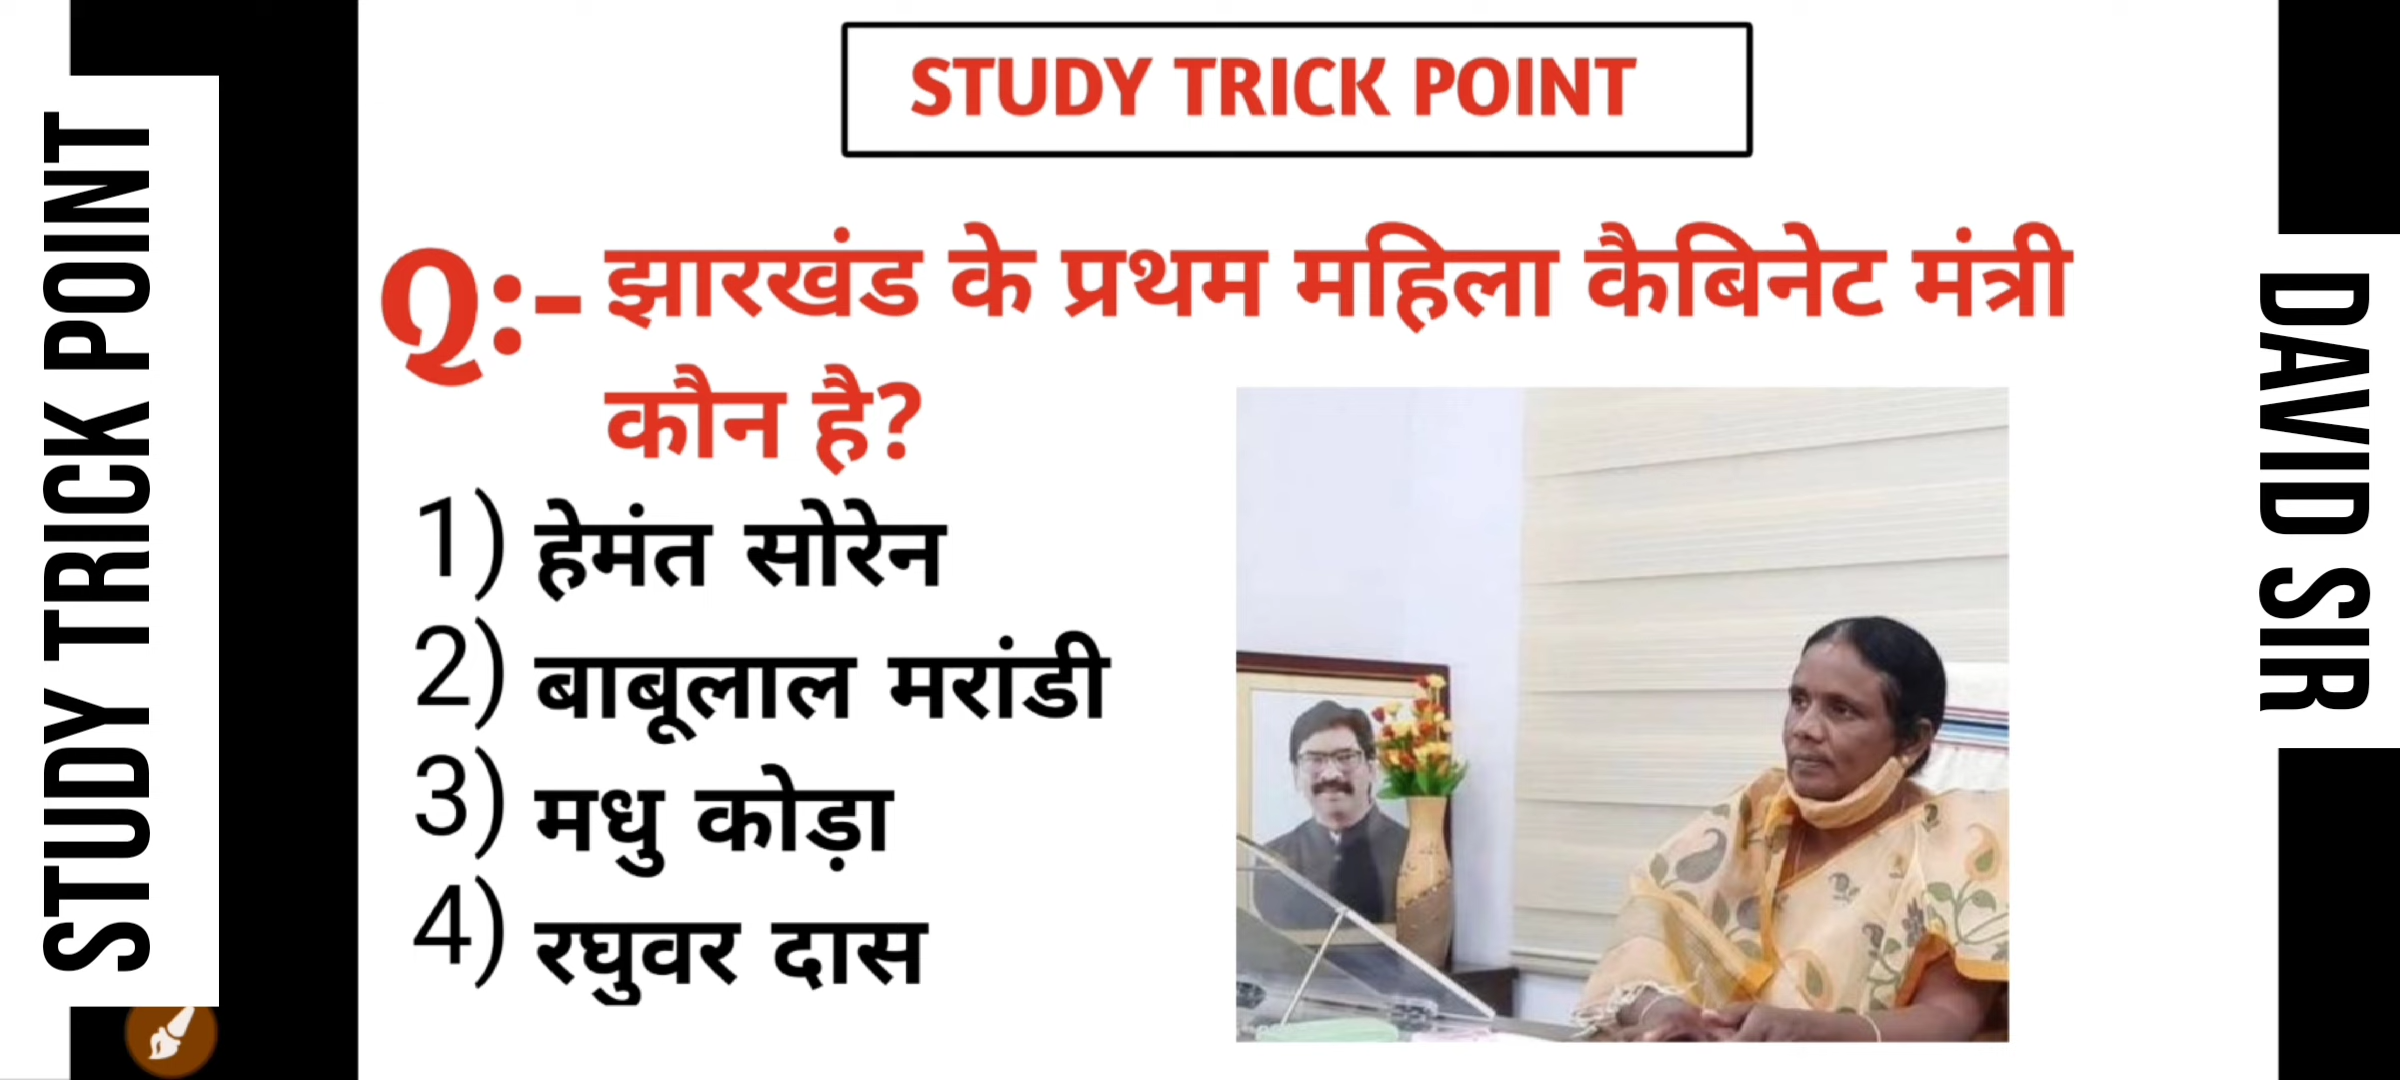 STUDY TRICK POINT
STUDY TRICK POINT
Q:- झारखंड के प्रथम महिला कैबिनेट मंत्री
कौन है?
1) हेमंत सोरेन
2) बाबूलाल मरांडी
3) मधु कोड़ा
4) रघुवर दास
DAVID SIR